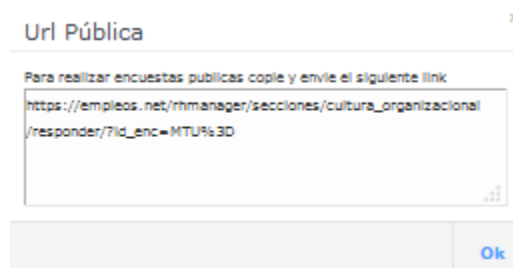 Url Pública
Para realizar encuestas publicas copie y envie el siguiente link
https://empleos.net/rhmanager/secciones/cultura_organizacional
/responder/?id_enc=MTU%3D
Ok